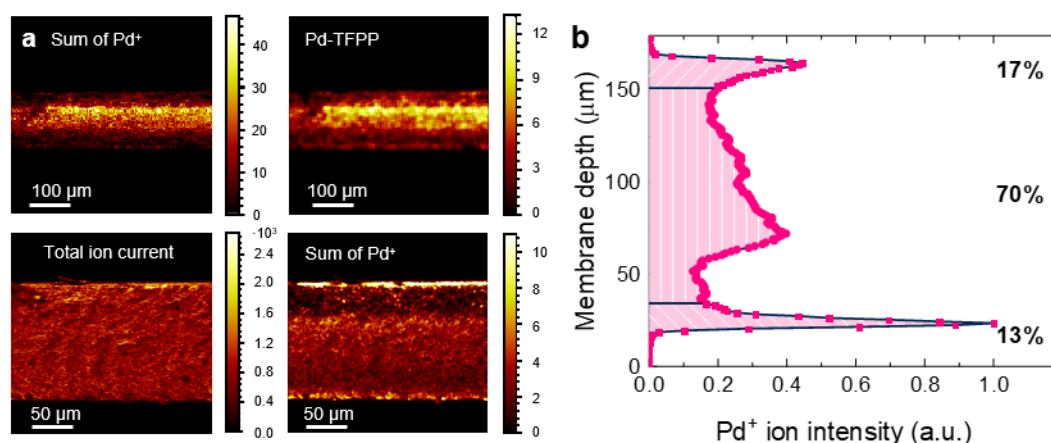 a
Sum of Pd⁺
40
30
20
10
0
100 µm
Pd-TFPP
12
9
6
3
0
100 µm
Total ion current
·10³
2.4
2.0
1.6
1.2
0.8
0.4
0.0
50 µm
Sum of Pd⁺
10
8
6
4
2
0
50 µm
b
Membrane depth (µm)
150
100
50
0
17%
70%
13%
0.0 0.2 0.4 0.6 0.8 1.0
Pd⁺ ion intensity (a.u.)